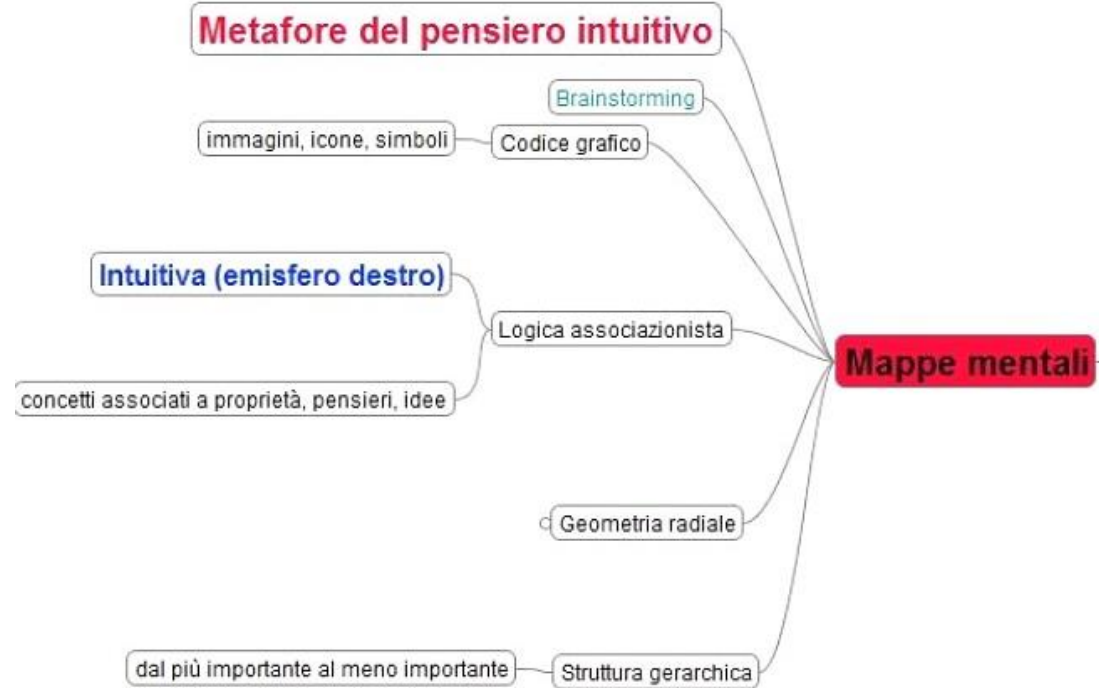 Metafore del pensiero intuitivo
Brainstorming
immagini, icone, simboli
Codice grafico
Intuitiva (emisfero destro)
Logica associazionista
Mappe mentali
concetti associati a proprietà, pensieri, idee
Geometria radiale
dal più importante al meno importante
Struttura gerarchica